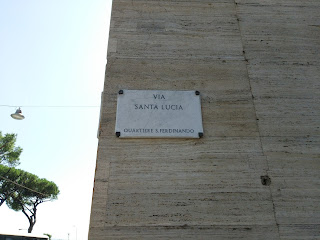 VIA
SANTA LUCIA
QUARTIERE S. FERDINANDO